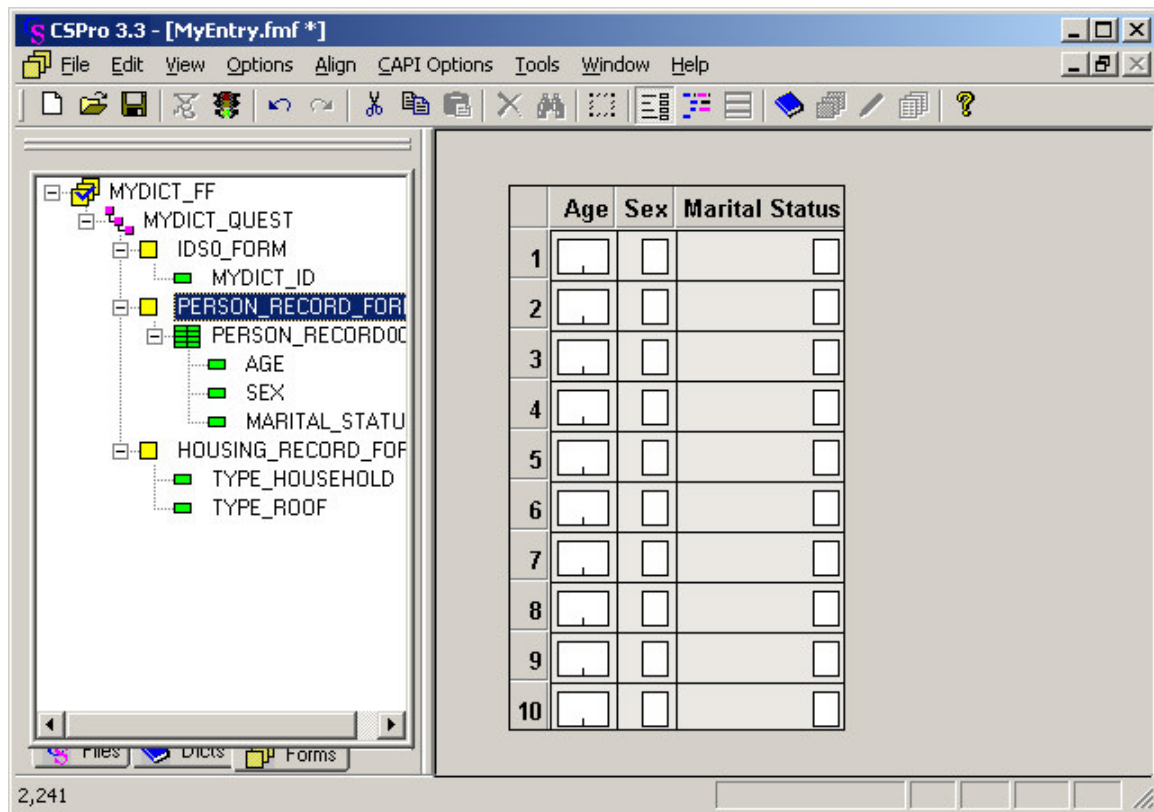 CSPro 3.3 - [MyEntry.fmf *]
File Edit View Options Align CAPI Options Tools Window Help
MYDICT_FF
MYDICT_QUEST
IDS0_FORM
MYDICT_ID
PERSON_RECORD_FOR
PERSON_RECORD00
AGE
SEX
MARITAL_STATU
HOUSING_RECORD_FOR
TYPE_HOUSEHOLD
TYPE_ROOF
Files Dicts Forms
Age Sex Marital Status
1
2
3
4
5
6
7
8
9
10
2,241